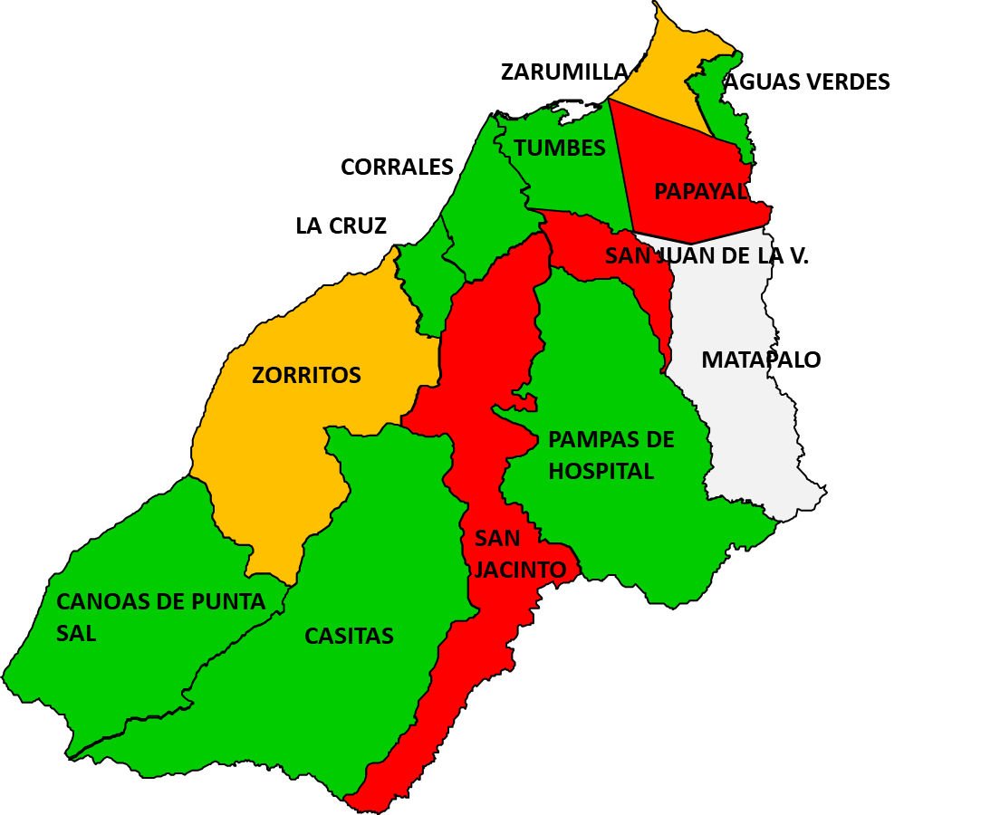 ZARUMILLA
AGUAS VERDES
TUMBES
CORRALES
PAPAYAL
LA CRUZ
SAN JUAN DE LA V.
MATAPALO
ZORRITOS
PAMPAS DE
HOSPITAL
SAN
JACINTO
CANOAS DE PUNTA
SAL
CASITAS